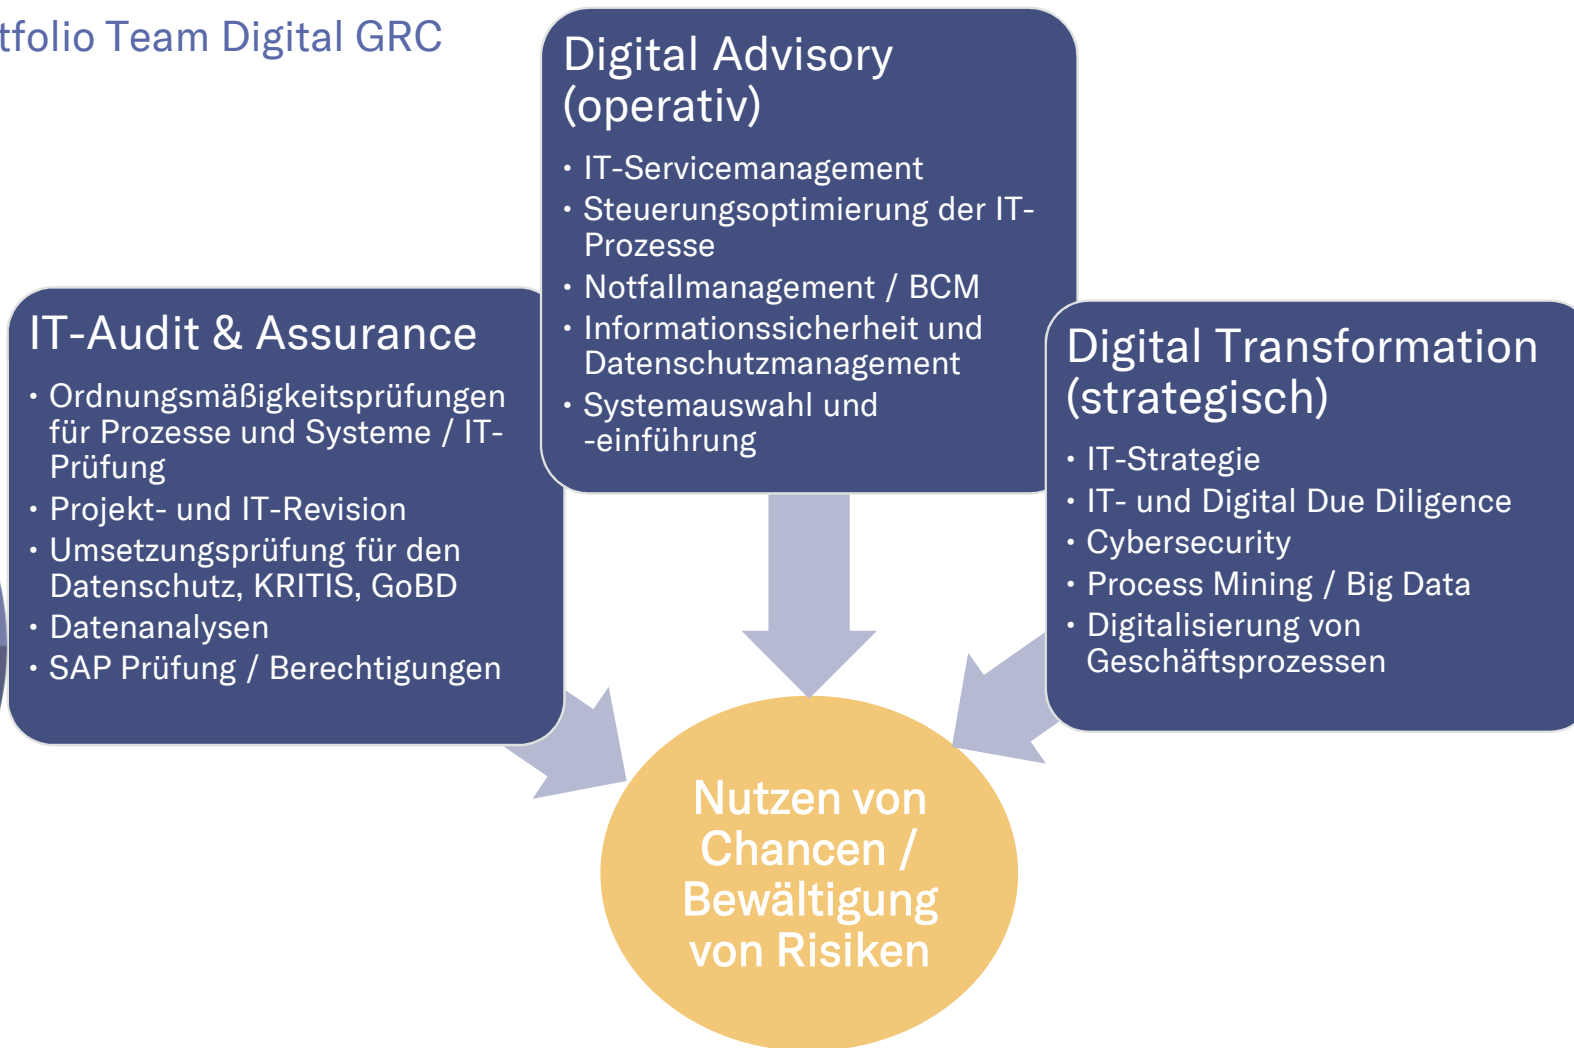 tfolio Team Digital GRC
Digital Advisory
(operativ)
• IT-Servicemanagement
• Steuerungsoptimierung der IT-
Prozesse
• Notfallmanagement / BCM
• Informationssicherheit und
Datenschutzmanagement
• Systemauswahl und
-einführung
IT-Audit & Assurance
• Ordnungsmäßigkeitsprüfungen
für Prozesse und Systeme / IT-
Prüfung
• Projekt- und IT-Revision
• Umsetzungsprüfung für den
Datenschutz, KRITIS, GoBD
• Datenanalysen
• SAP Prüfung / Berechtigungen
Digital Transformation
(strategisch)
• IT-Strategie
• IT- und Digital Due Diligence
• Cybersecurity
• Process Mining / Big Data
• Digitalisierung von
Geschäftsprozessen
Nutzen von
Chancen /
Bewältigung
von Risiken